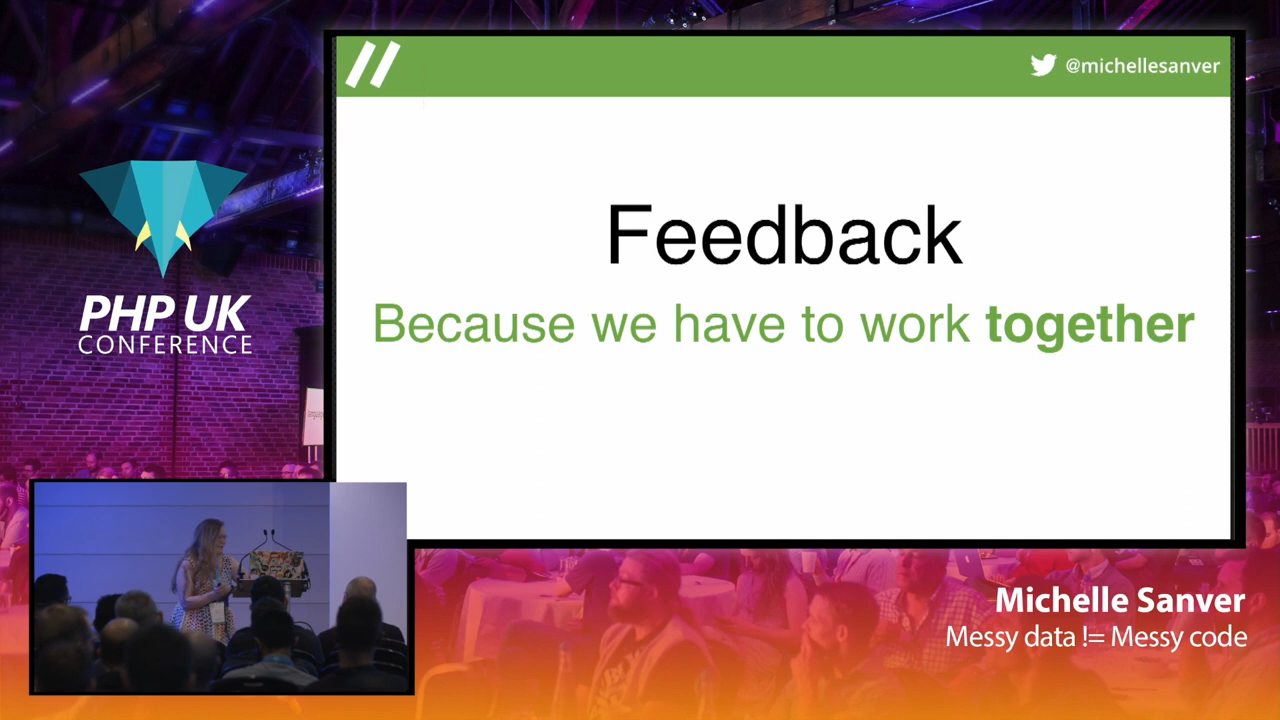 @michellesanver
Feedback
Because we have to work together
PHP UK
CONFERENCE
Michelle Sanver
Messy data != Messy code